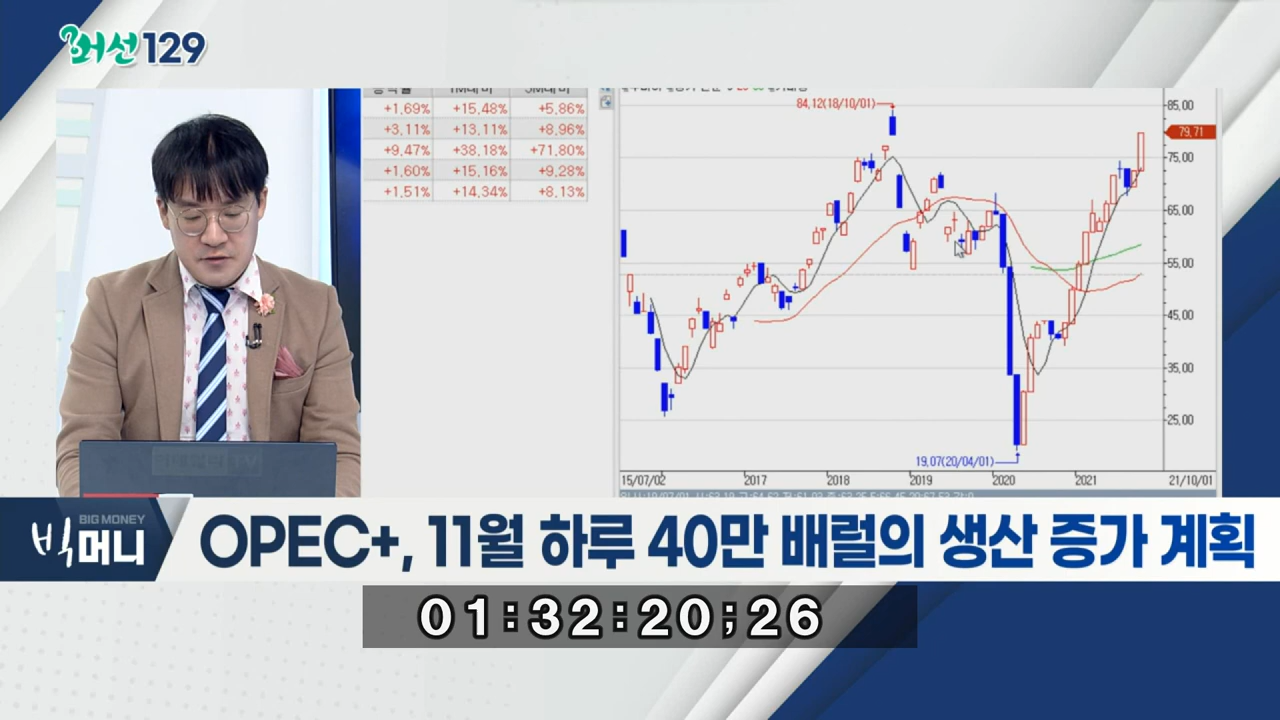 머선129
84,12(18/10/01)
+1.69% +15.48% +5.86%
+3.11% +13.11% +8.96%
+9.47% +38.18% +71.80%
+1.60% +15.16% +9.28%
+1.51% +14.34% +8.13%
85,00
79,71
75,00
65,00
55,00
45,00
35,00
25,00
19,07(20/04/01)
15/07/02 2017 2018 2019 2020 2021 21/10/01
BIG MONEY
빅머니
OPEC+, 11월 하루 40만 배럴의 생산 증가 계획
01:32:20;26